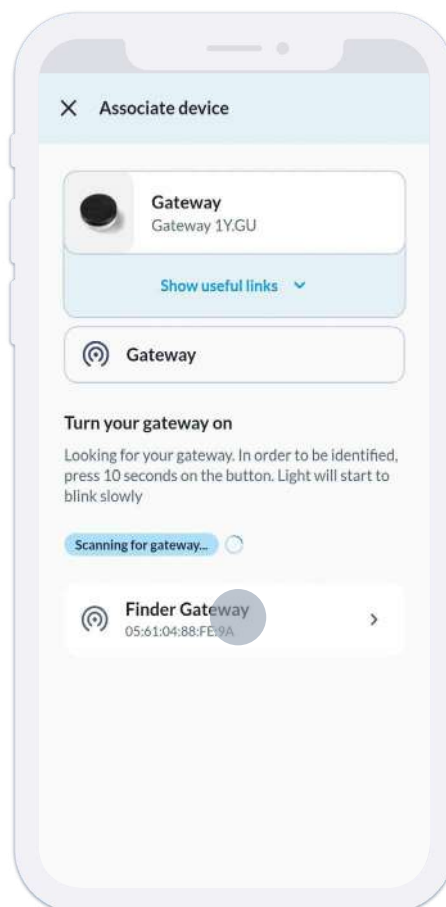 Associate device
Gateway
Gateway 1Y.GU
Show useful links
Gateway
Turn your gateway on
Looking for your gateway. In order to be identified,
press 10 seconds on the button. Light will start to
blink slowly
Scanning for gateway...
Finder Gateway
05:61:04:88:FE:9A